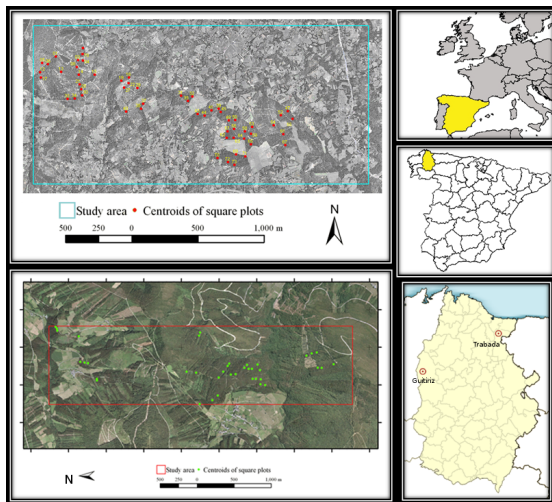 Study area Centroids of square plots
N
500 250 0 500 1,000 m
Study area Centroids of square plots
N
500 250 0 500 1,000 m
Trabada
Guitiriz